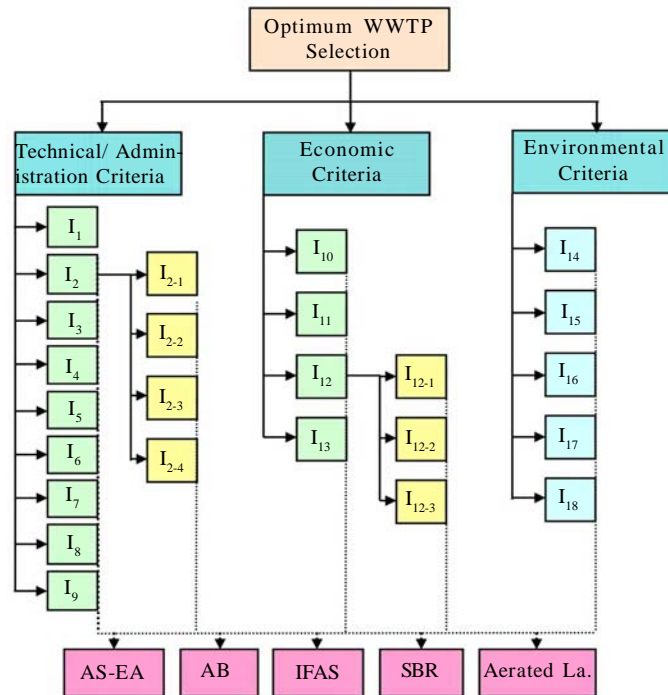 Optimum WWTP
Selection
Technical/ Admin-
istration Criteria
Economic
Criteria
Environmental
Criteria
I1
I2
I3
I4
I5
I6
I7
I8
I9
I2-1
I2-2
I2-3
I2-4
I10
I11
I12
I13
I12-1
I12-2
I12-3
I14
I15
I16
I17
I18
AS-EA
AB
IFAS
SBR
Aerated La.